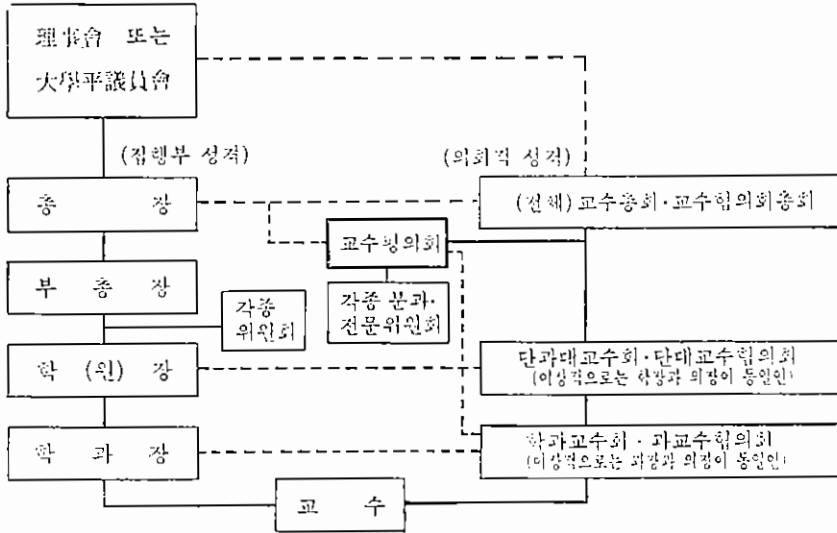 理事會 또는
大學平議員會
(집행부 성격)
(의회적 성격)
총 장
(전체) 교수총회·교수협의회총회
교수평의회
부 총 장
각종
위원회
각종 분과·
전문위원회
학 (원) 장
단과대교수회·단대교수협의회
(이상적으로는 학장과 의장이 동일인)
학 과 장
학과교수회·과교수협의회
(이상적으로는 과장과 의장이 동일인)
교 수